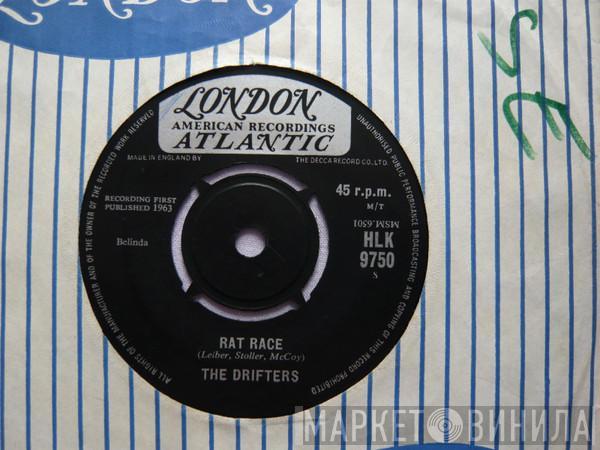 LONDON
75
LONDON
AMERICAN RECORDINGS
ATLANTIC
MADE IN ENGLAND BY
THE DECCA RECORD CO. LTD.
RECORDING FIRST
PUBLISHED 1963
45 r.p.m.
M/T
MSM.6501
Belinda
HLK
9750
S
RAT RACE
(Leiber, Stoller, McCoy)
THE DRIFTERS
ALL RIGHTS OF THE MANUFACTURER AND OF THE OWNER OF THE RECORDED WORK RESERVED
UNAUTHORISED PUBLIC PERFORMANCE BROADCASTING AND COPYING OF THIS RECORD PROHIBITED
МАРКЕТ ВИНИЛА